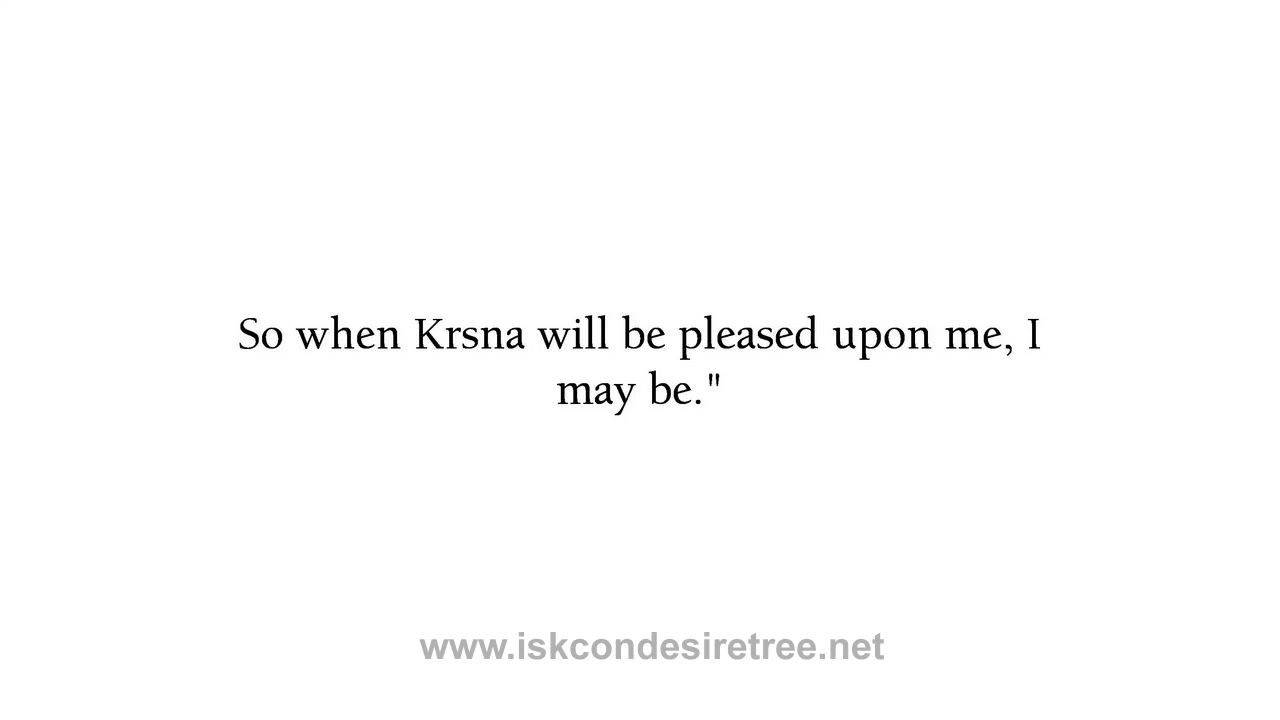 So when Krsna will be pleased upon me, I
may be."
www.iskcondesiretree.net